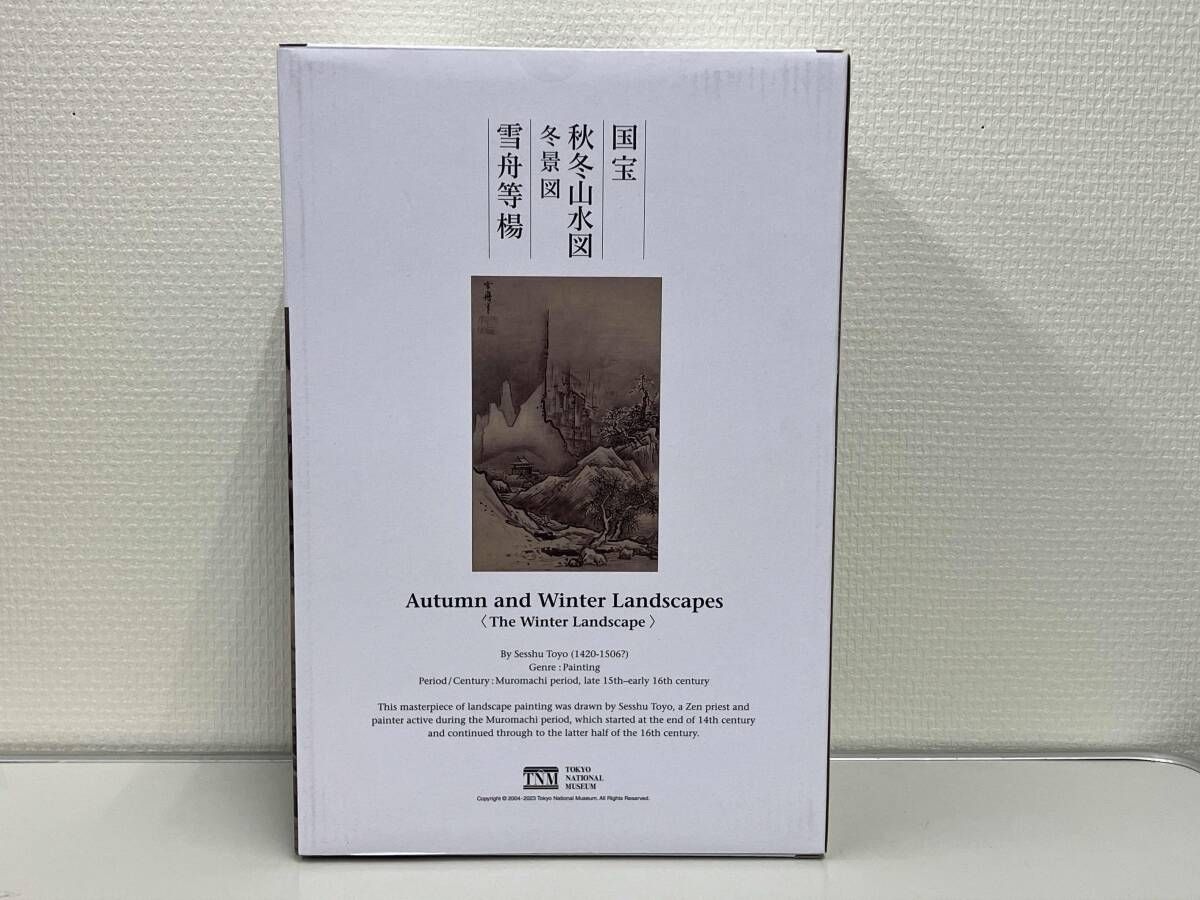 国宝
秋冬山水図
冬景図
雪舟等楊
雪舟筆
Autumn and Winter Landscapes
〈The Winter Landscape〉
By Sesshu Toyo (1420-1506?)
Genre : Painting
Period / Century : Muromachi period, late 15th–early 16th century
This masterpiece of landscape painting was drawn by Sesshu Toyo, a Zen priest and
painter active during the Muromachi period, which started at the end of 14th century
and continued through to the latter half of the 16th century.
TNM
TOKYO
NATIONAL
MUSEUM
Copyright © 2004-2023 Tokyo National Museum. All Rights Reserved.